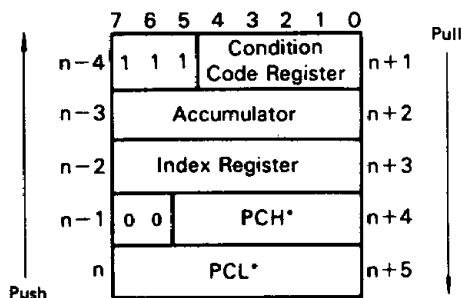 7 6 5 4 3 2 1 0
Pull
n−4 1 1 1 Condition Code Register n+1
n−3 Accumulator n+2
n−2 Index Register n+3
n−1 0 0 PCH* n+4
n PCL* n+5
Push